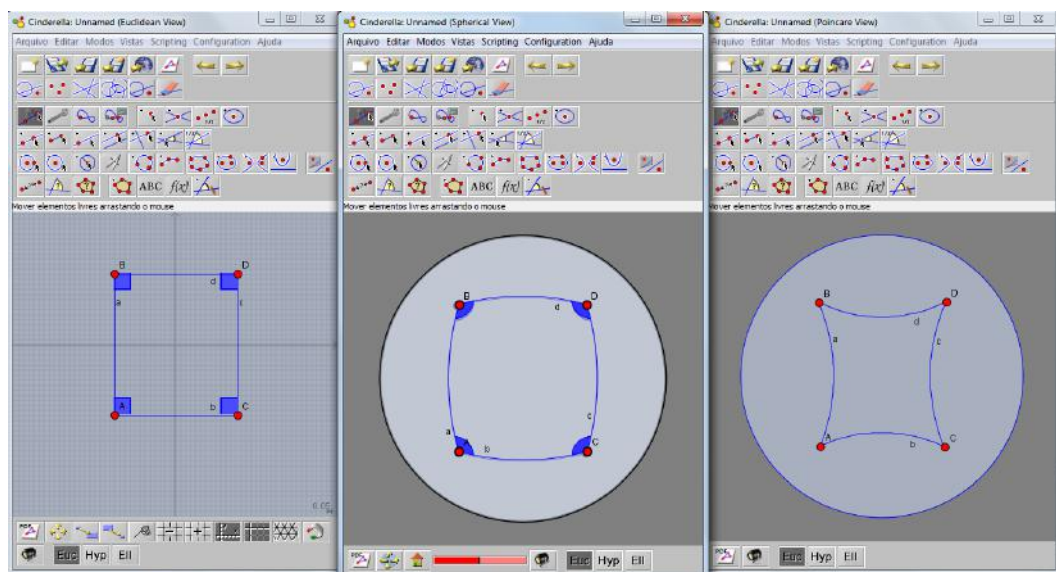 Cinderella: Unnamed (Euclidean View)
Arquivo Editar Modos Vistas Scripting Configuration Ajuda
ABC f(x)
Mover elementos livres arrastando o mouse
B
D
d
a
A
b
C
Euc Hyp Ell
Cinderella: Unnamed (Spherical View)
Arquivo Editar Modos Vistas Scripting Configuration Ajuda
ABC f(x)
Mover elementos livres arrastando o mouse
B
D
d
c
a
A
b
C
Euc Hyp Ell
Cinderella: Unnamed (Poincare View)
Arquivo Editar Modos Vistas Scripting Configuration Ajuda
ABC f(x)
Mover elementos livres arrastando o mouse
B
D
d
a
c
A
b
C
Euc Hyp Ell